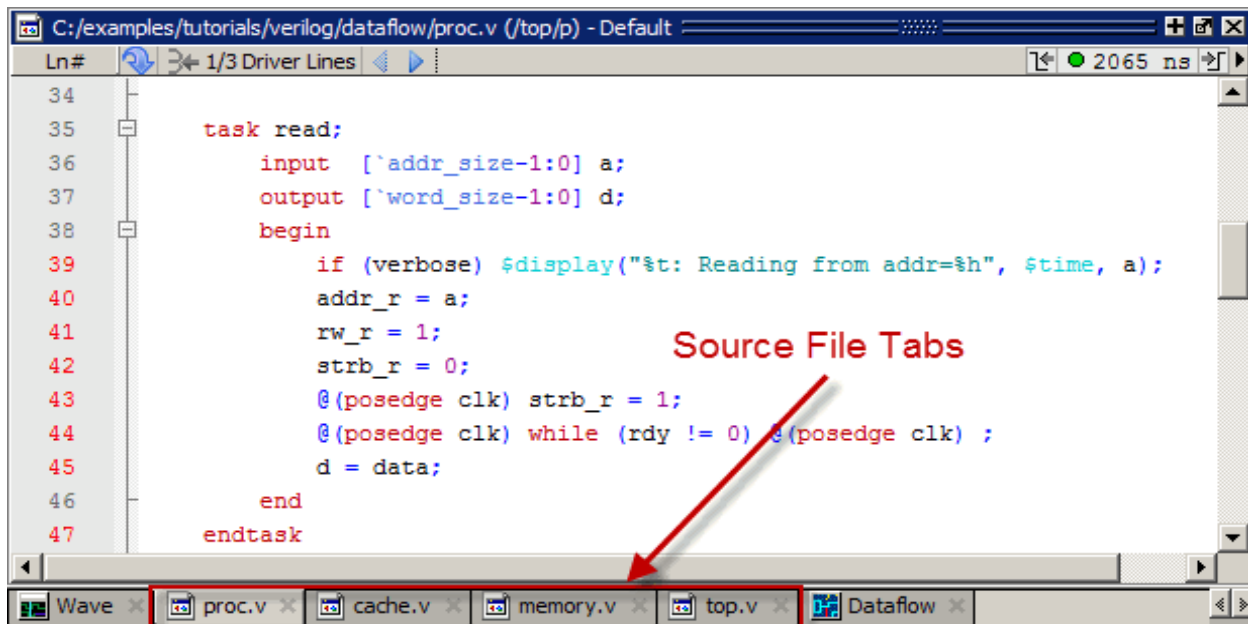 C:/examples/tutorials/verilog/dataflow/proc.v (/top/p) - Default
Ln# 1/3 Driver Lines 2065 ns
34
35 task read;
36 input [`addr_size-1:0] a;
37 output [`word_size-1:0] d;
38 begin
39 if (verbose) $display("%t: Reading from addr=%h", $time, a);
40 addr_r = a;
41 rw_r = 1;
Source File Tabs
42 strb_r = 0;
43 @(posedge clk) strb_r = 1;
44 @(posedge clk) while (rdy != 0) @(posedge clk) ;
45 d = data;
46 end
47 endtask
Wave proc.v cache.v memory.v top.v Dataflow